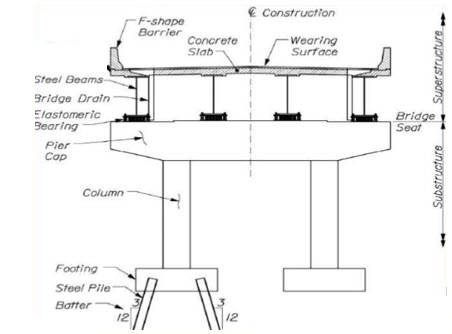 ℄ Construction
F-shape
Barrier
Concrete
Slab
Wearing
Surface
Superstructure
Steel Beams
Bridge Drain
Elastomeric
Bearing
Bridge
Seat
Pier
Cap
Substructure
Column
Footing
Steel Pile
Batter
3
12
3
12